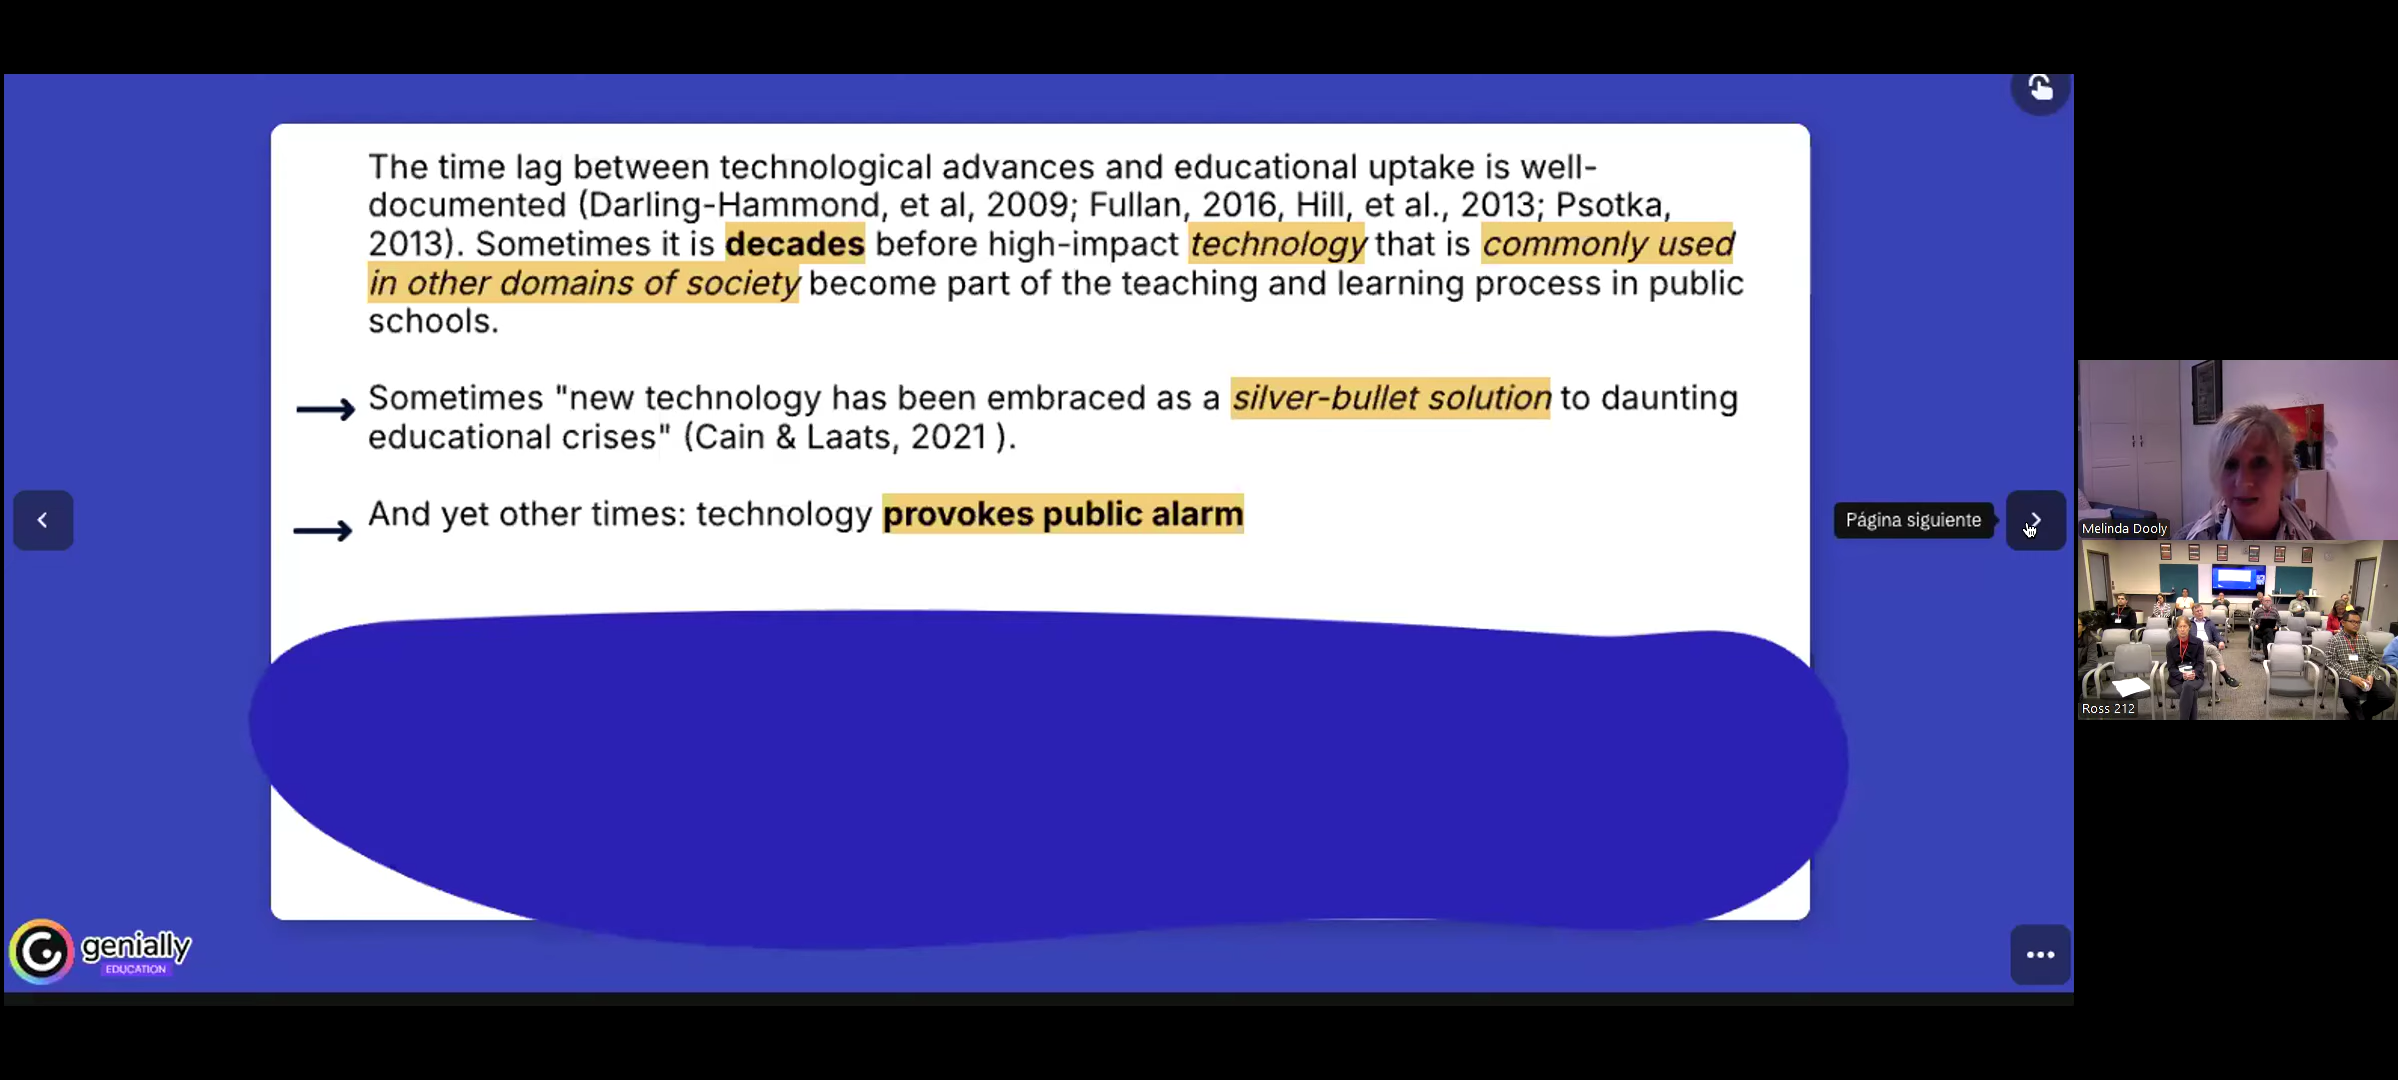 The time lag between technological advances and educational uptake is well-
documented (Darling-Hammond, et al, 2009; Fullan, 2016, Hill, et al., 2013; Psotka,
2013). Sometimes it is decades before high-impact technology that is commonly used
in other domains of society become part of the teaching and learning process in public
schools.
Sometimes "new technology has been embraced as a silver-bullet solution to daunting
educational crises" (Cain & Laats, 2021 ).
And yet other times: technology provokes public alarm
Página siguiente
Melinda Dooly
Ross 212
genially
EDUCATION